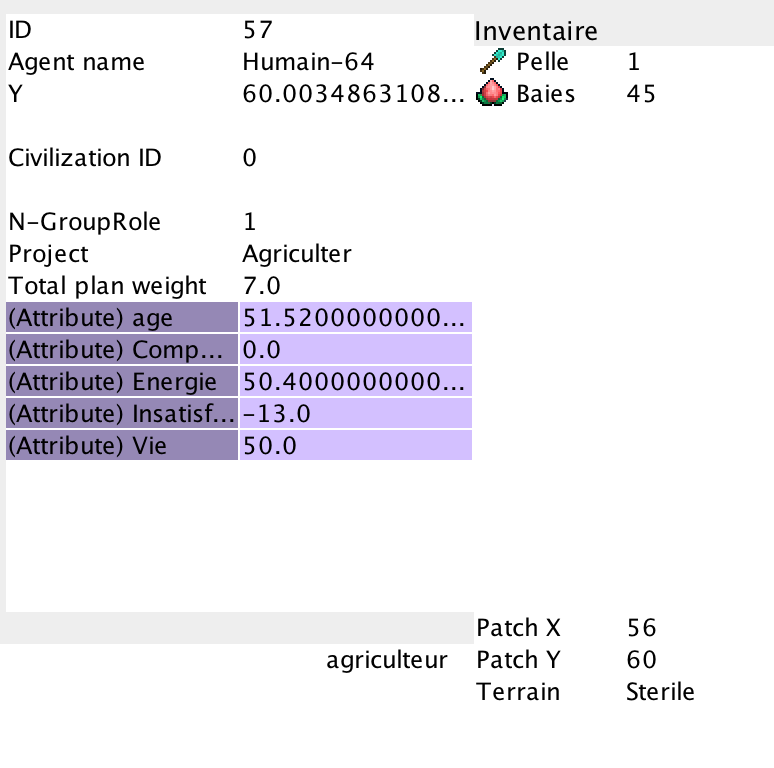 ID 57
Agent name Humain-64
Y 60.0034863108...
Civilization ID 0
N-GroupRole 1
Project Agriculter
Total plan weight 7.0
(Attribute) age 51.5200000000...
(Attribute) Comp... 0.0
(Attribute) Energie 50.4000000000...
(Attribute) Insatisf... -13.0
(Attribute) Vie 50.0
agriculteur
Inventaire
Pelle 1
Baies 45
Patch X 56
Patch Y 60
Terrain Sterile